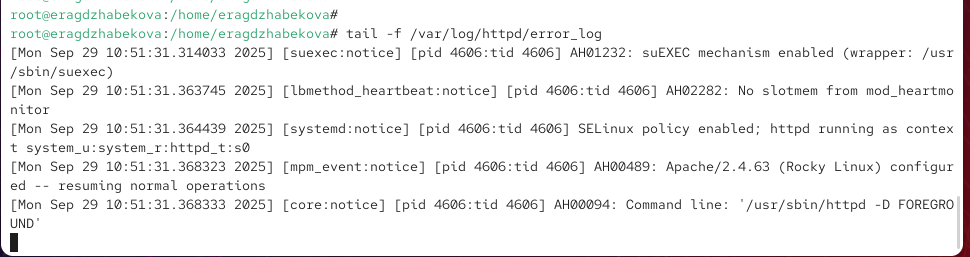 root@eragdzhabekova:/home/eragdzhabekova#
root@eragdzhabekova:/home/eragdzhabekova# tail -f /var/log/httpd/error_log
[Mon Sep 29 10:51:31.314033 2025] [suexec:notice] [pid 4606:tid 4606] AH01232: suEXEC mechanism enabled (wrapper: /usr
/sbin/suexec)
[Mon Sep 29 10:51:31.363745 2025] [lbmethod_heartbeat:notice] [pid 4606:tid 4606] AH02282: No slotmem from mod_heartmo
nitor
[Mon Sep 29 10:51:31.364439 2025] [systemd:notice] [pid 4606:tid 4606] SELinux policy enabled; httpd running as contex
t system_u:system_r:httpd_t:s0
[Mon Sep 29 10:51:31.368323 2025] [mpm_event:notice] [pid 4606:tid 4606] AH00489: Apache/2.4.63 (Rocky Linux) configur
ed -- resuming normal operations
[Mon Sep 29 10:51:31.368333 2025] [core:notice] [pid 4606:tid 4606] AH00094: Command line: '/usr/sbin/httpd -D FOREGRO
UND'